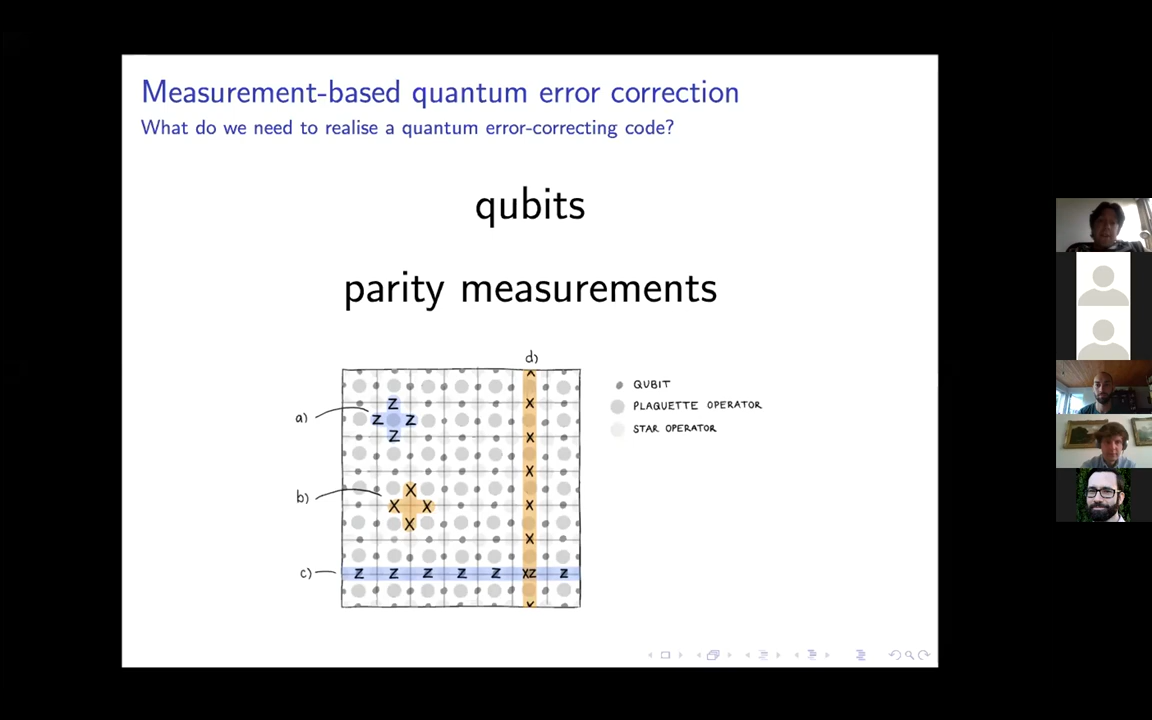 Measurement-based quantum error correction
What do we need to realise a quantum error-correcting code?
qubits
parity measurements
d)
X
QUBIT
PLAQUETTE OPERATOR
STAR OPERATOR
a)
Z
Z Z
Z
X
X
X
b)
X
X X
X
X
X
c)
Z Z Z Z Z XZ Z
X